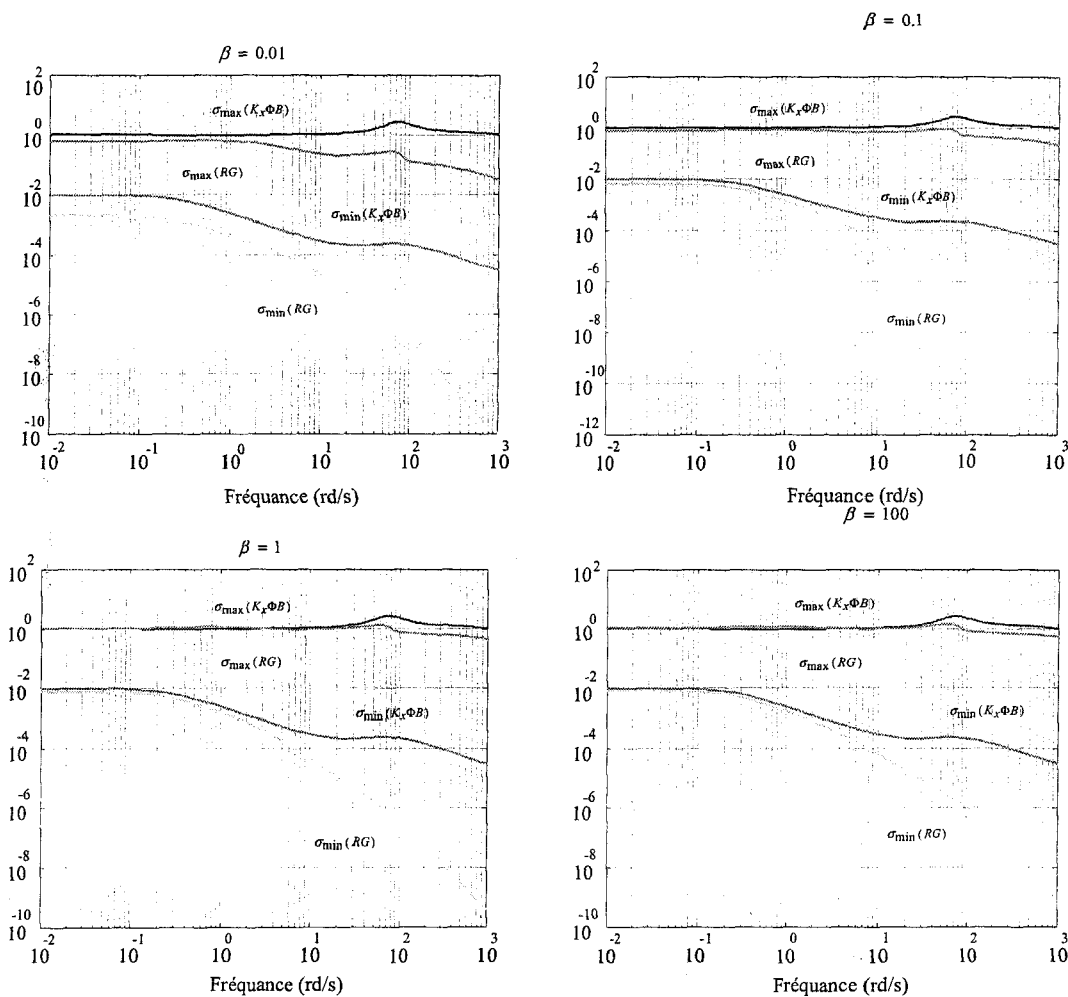 β = 0.01
10^2
10^0
10^-2
10^-4
10^-6
10^-8
10^-10
σmax(KxΦB)
σmax(RG)
σmin(KxΦB)
σmin(RG)
10^-2 10^-1 10^0 10^1 10^2 10^3
Fréquance (rd/s)
β = 0.1
10^2
10^0
10^-2
10^-4
10^-6
10^-8
10^-10
10^-12
σmax(KxΦB)
σmax(RG)
σmin(KxΦB)
σmin(RG)
10^-2 10^-1 10^0 10^1 10^2 10^3
Fréquance (rd/s)
β = 1
10^2
10^0
10^-2
10^-4
10^-6
10^-8
10^-10
σmax(KxΦB)
σmax(RG)
σmin(KxΦB)
σmin(RG)
10^-2 10^-1 10^0 10^1 10^2 10^3
Fréquance (rd/s)
β = 100
10^2
10^0
10^-2
10^-4
10^-6
10^-8
10^-10
σmax(KxΦB)
σmax(RG)
σmin(KxΦB)
σmin(RG)
10^-2 10^-1 10^0 10^1 10^2 10^3
Fréquance (rd/s)